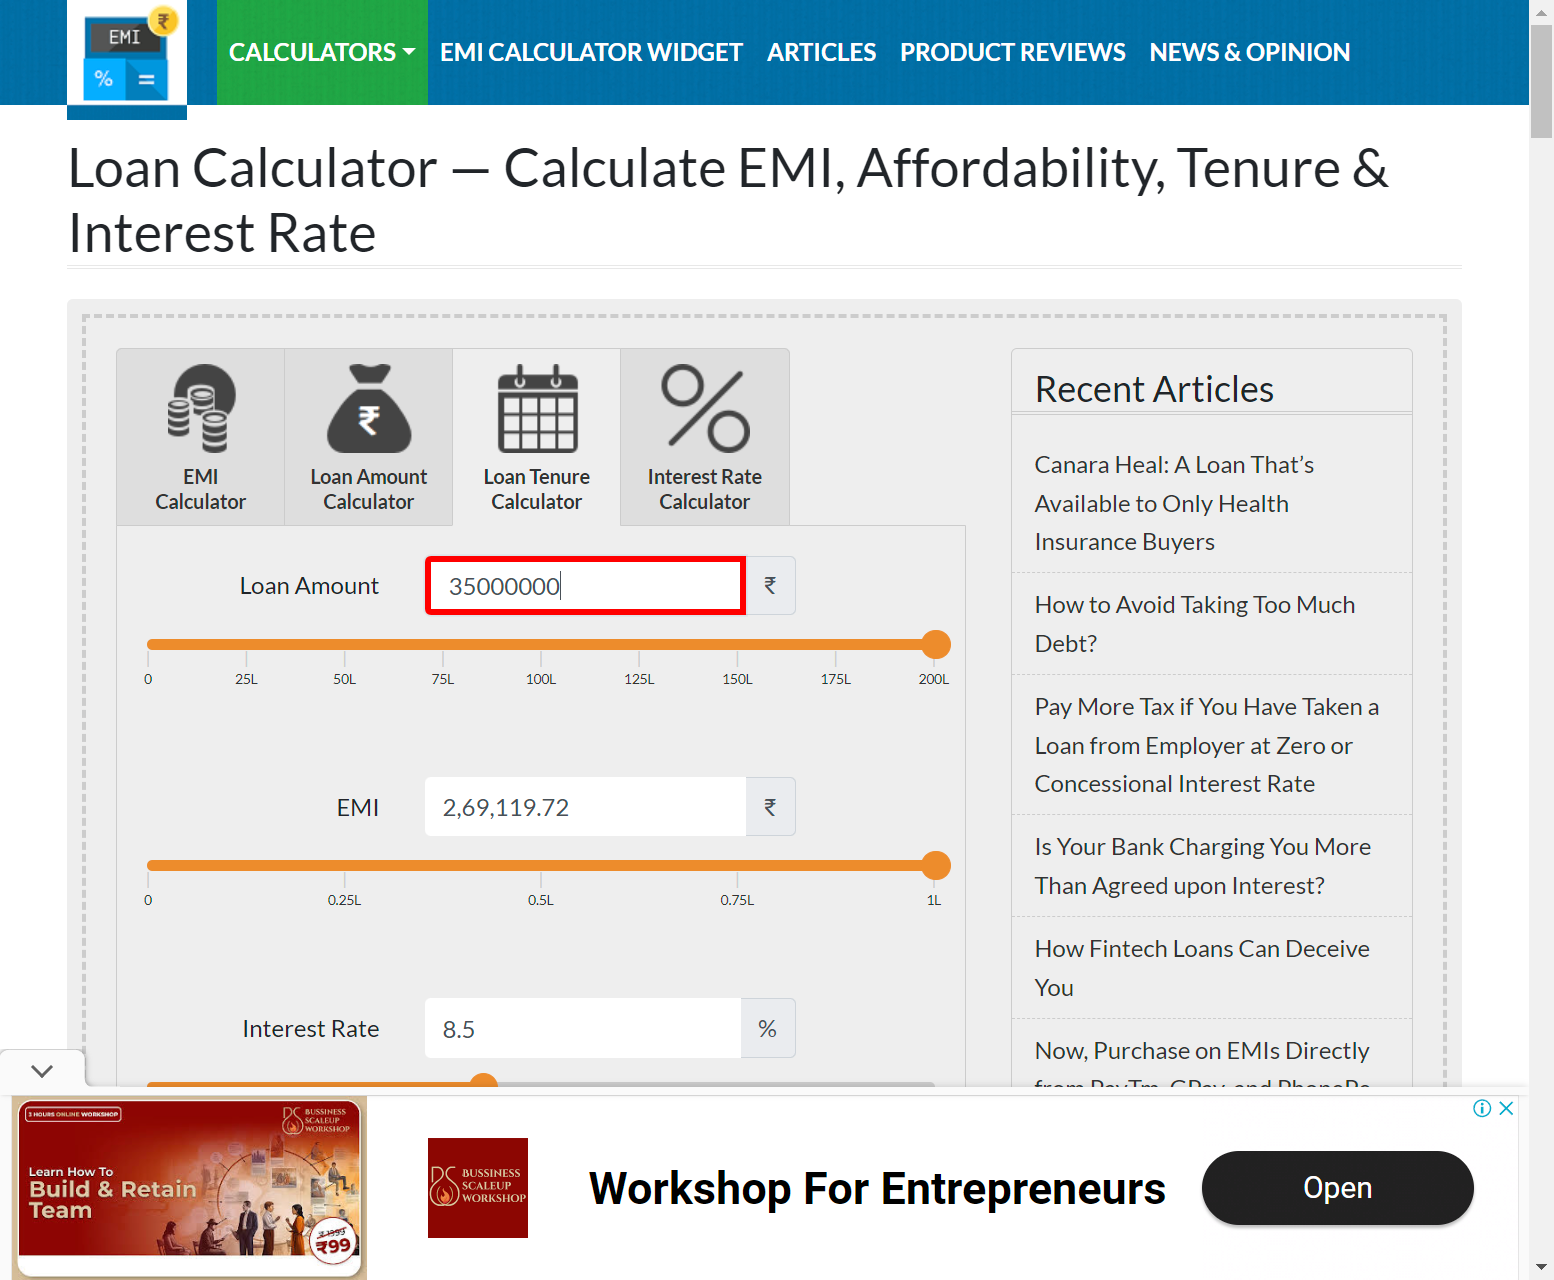 EMI
₹
%
=
CALCULATORS
EMI CALCULATOR WIDGET
ARTICLES
PRODUCT REVIEWS
NEWS & OPINION
Loan Calculator — Calculate EMI, Affordability, Tenure &
Interest Rate
EMI
Calculator
₹
Loan Amount
Calculator
Loan Tenure
Calculator
Interest Rate
Calculator
Loan Amount
35000000
₹
0
25L
50L
75L
100L
125L
150L
175L
200L
EMI
2,69,119.72
₹
0
0.25L
0.5L
0.75L
1L
Interest Rate
8.5
%
Recent Articles
Canara Heal: A Loan That’s
Available to Only Health
Insurance Buyers
How to Avoid Taking Too Much
Debt?
Pay More Tax if You Have Taken a
Loan from Employer at Zero or
Concessional Interest Rate
Is Your Bank Charging You More
Than Agreed upon Interest?
How Fintech Loans Can Deceive
You
Now, Purchase on EMIs Directly
from PayTm, GPay, and PhonePe
3 HOURS ONLINE WORKSHOP
BUSSINESS
SCALEUP
WORKSHOP
Learn How To
Build & Retain
Team
₹ 1399
₹99
BUSSINESS
SCALEUP
WORKSHOP
Workshop For Entrepreneurs
Open